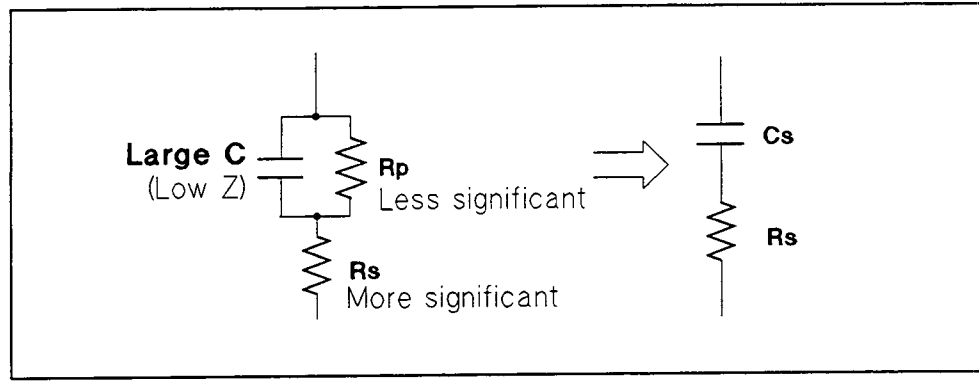 Large C
(Low Z)
Rp
Less significant
Rs
More significant
Cs
Rs